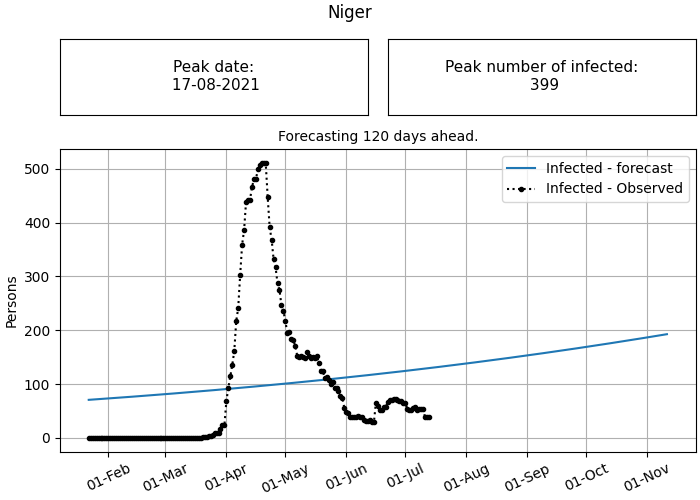 Niger
Peak date:
17-08-2021
Peak number of infected:
399
Forecasting 120 days ahead.
Infected - forecast
Infected - Observed
500
400
300
200
100
0
Persons
01-Feb
01-Mar
01-Apr
01-May
01-Jun
01-Jul
01-Aug
01-Sep
01-Oct
01-Nov